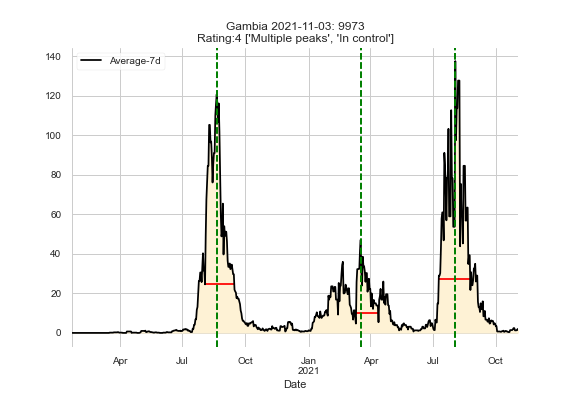 Gambia 2021-11-03: 9973
Rating:4 ['Multiple peaks', 'In control']
Average-7d
140
120
100
80
60
40
20
0
Apr Jul Oct Jan Apr Jul Oct
2021
Date